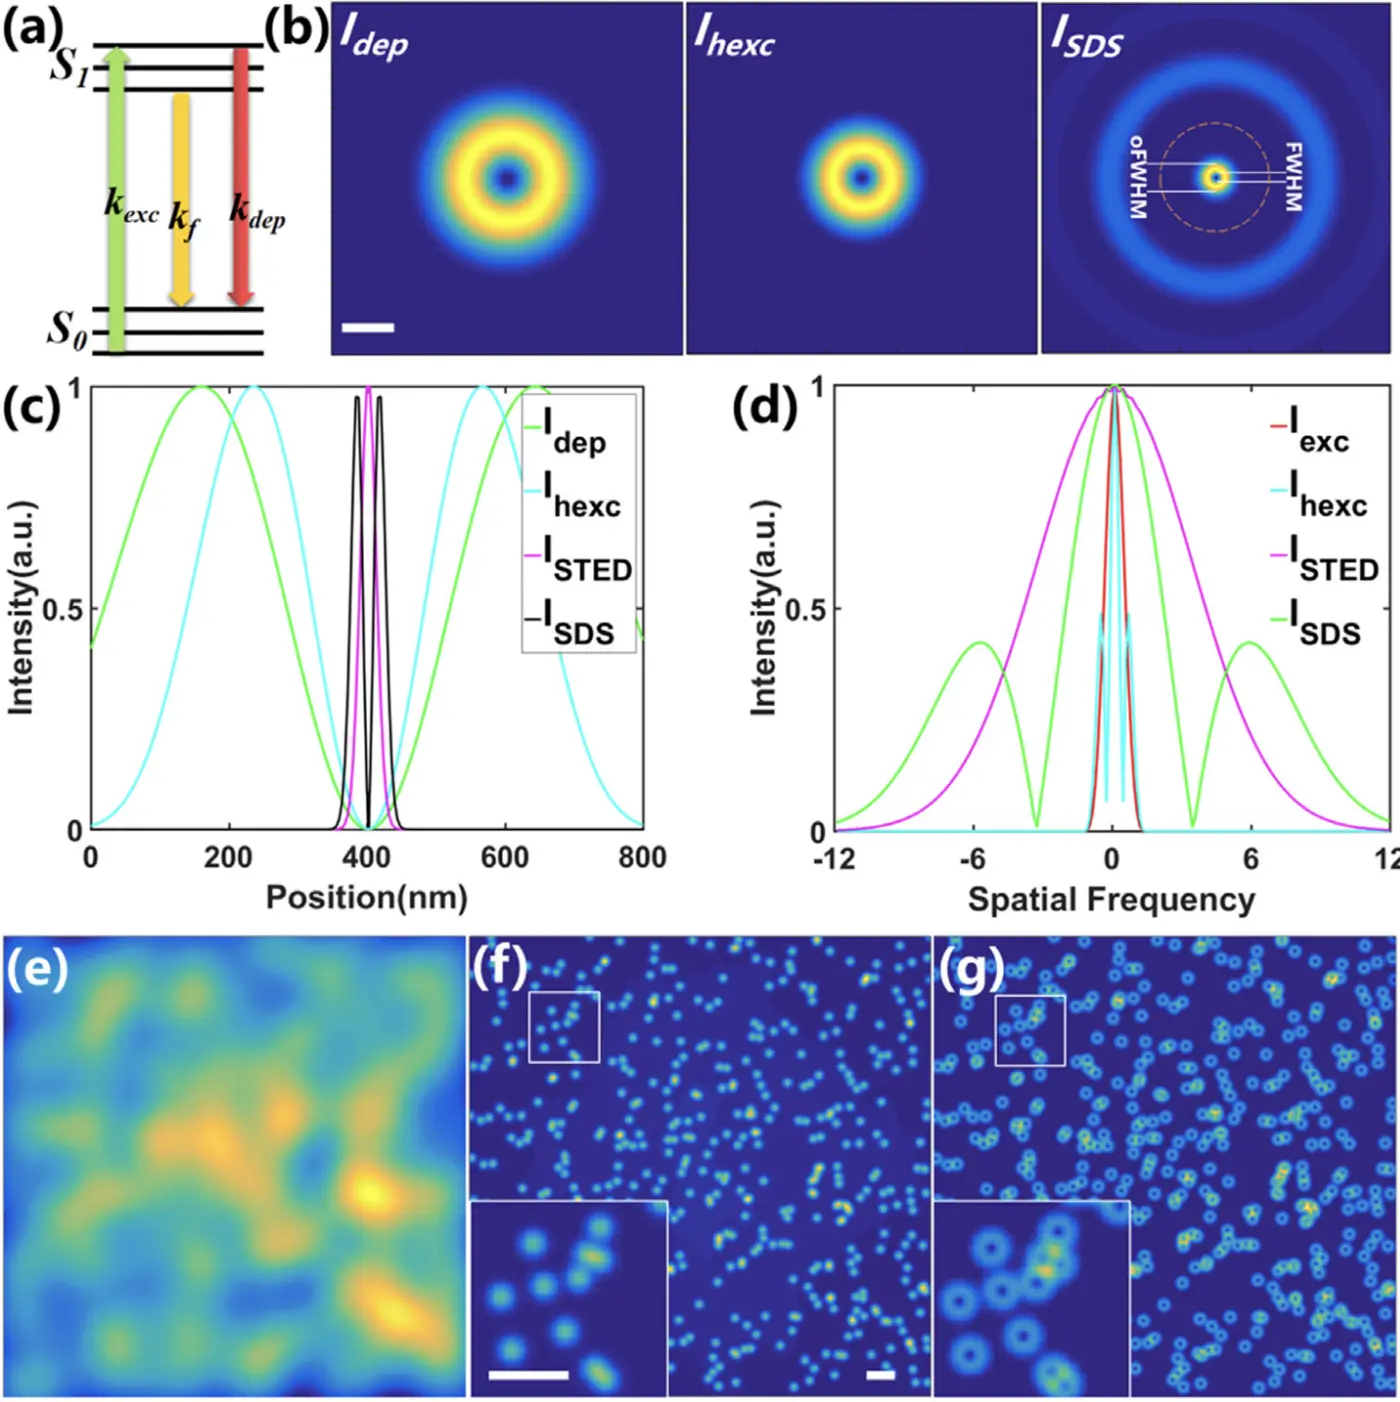 (a)
S1
kexc
kf
kdep
S0
(b)
Idep
Ihexc
ISDS
oFWHM
FWHM
(c)
1
0.5
0
Intensity(a.u.)
0 200 400 600 800
Position(nm)
Idep
Ihexc
ISTED
ISDS
(d)
1
0.5
0
Intensity(a.u.)
-12 -6 0 6 12
Spatial Frequency
Iexc
Ihexc
ISTED
ISDS
(e)
(f)
(g)